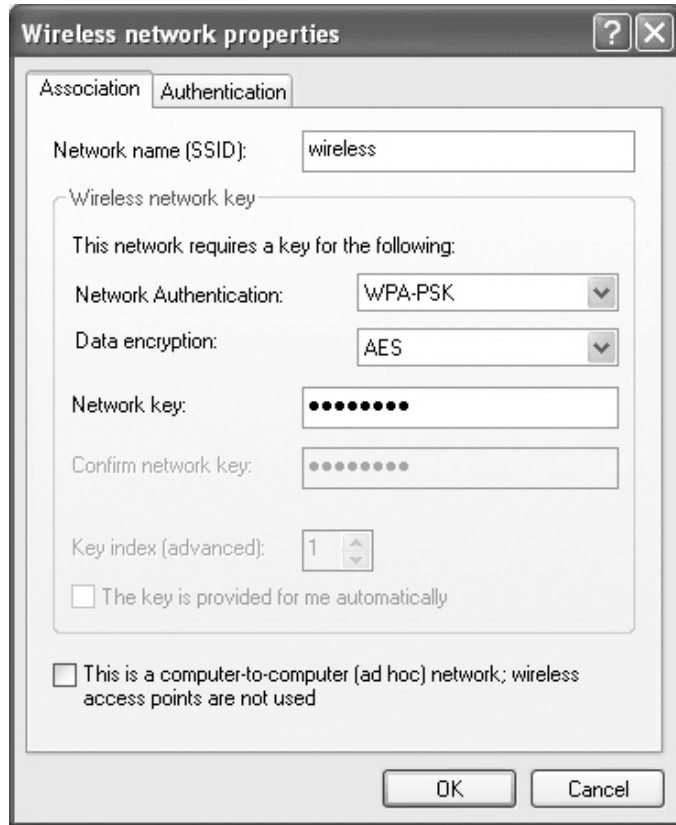 Wireless network properties
Association Authentication
Network name (SSID): wireless
Wireless network key
This network requires a key for the following:
Network Authentication: WPA-PSK
Data encryption: AES
Network key: ••••••••
Confirm network key: ••••••••
Key index (advanced): 1
The key is provided for me automatically
This is a computer-to-computer (ad hoc) network; wireless
access points are not used
OK Cancel